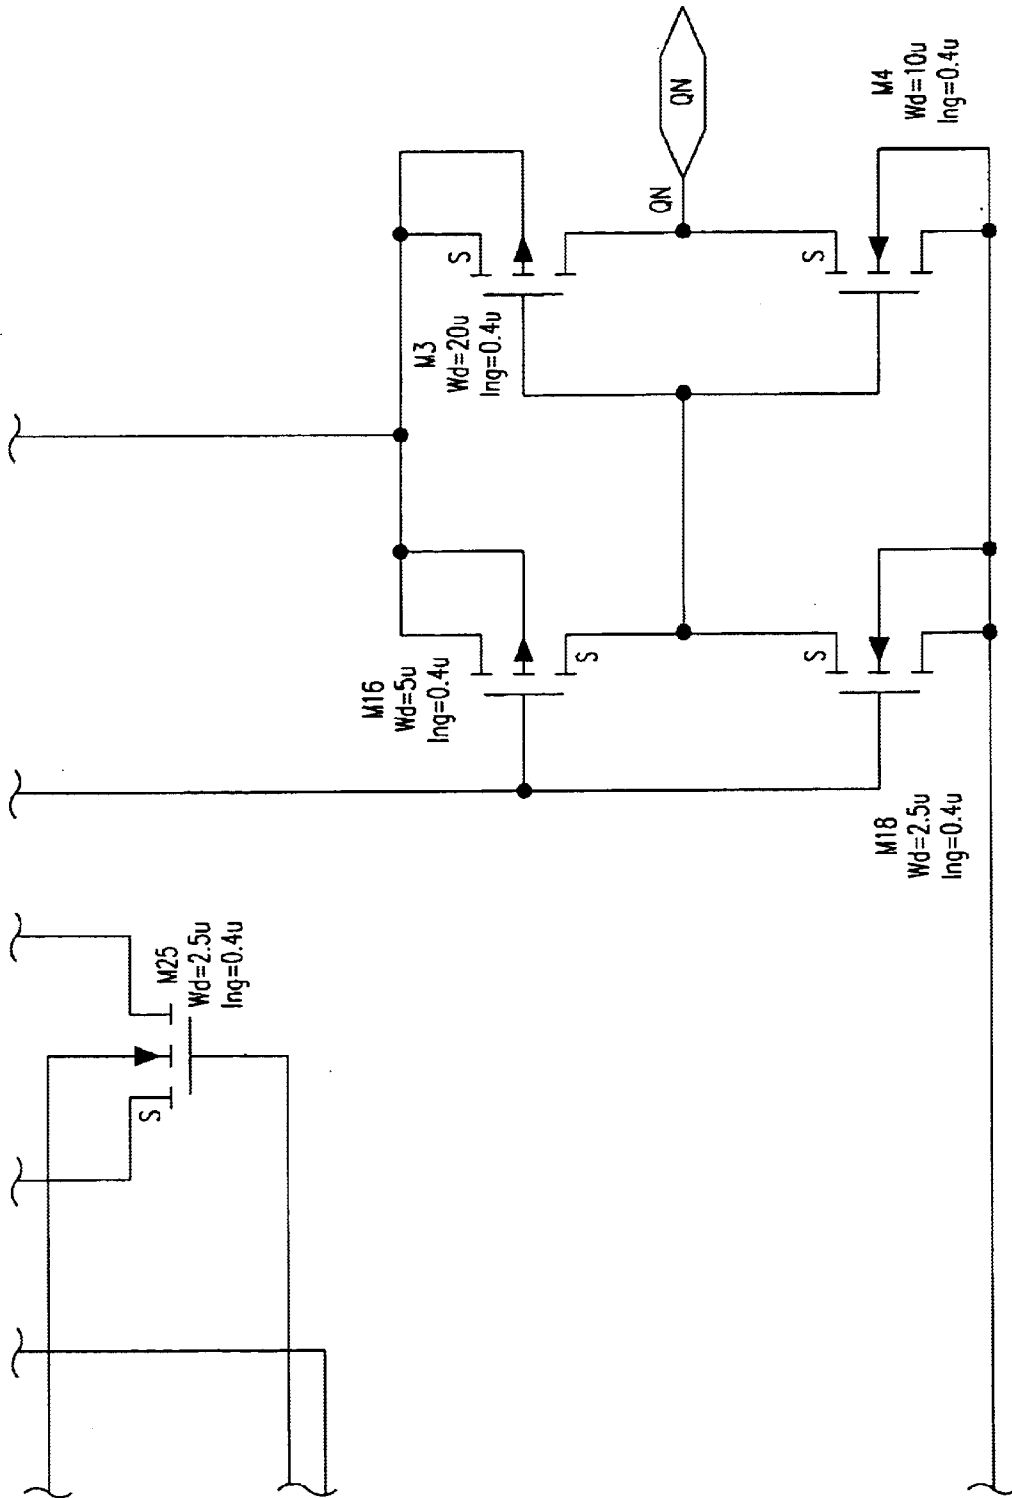 QN
QN
M4
Wd=10u
lng=0.4u
S
S
M3
Wd=20u
lng=0.4u
M16
Wd=5u
lng=0.4u
S
S
M18
Wd=2.5u
lng=0.4u
M25
Wd=2.5u
lng=0.4u
S